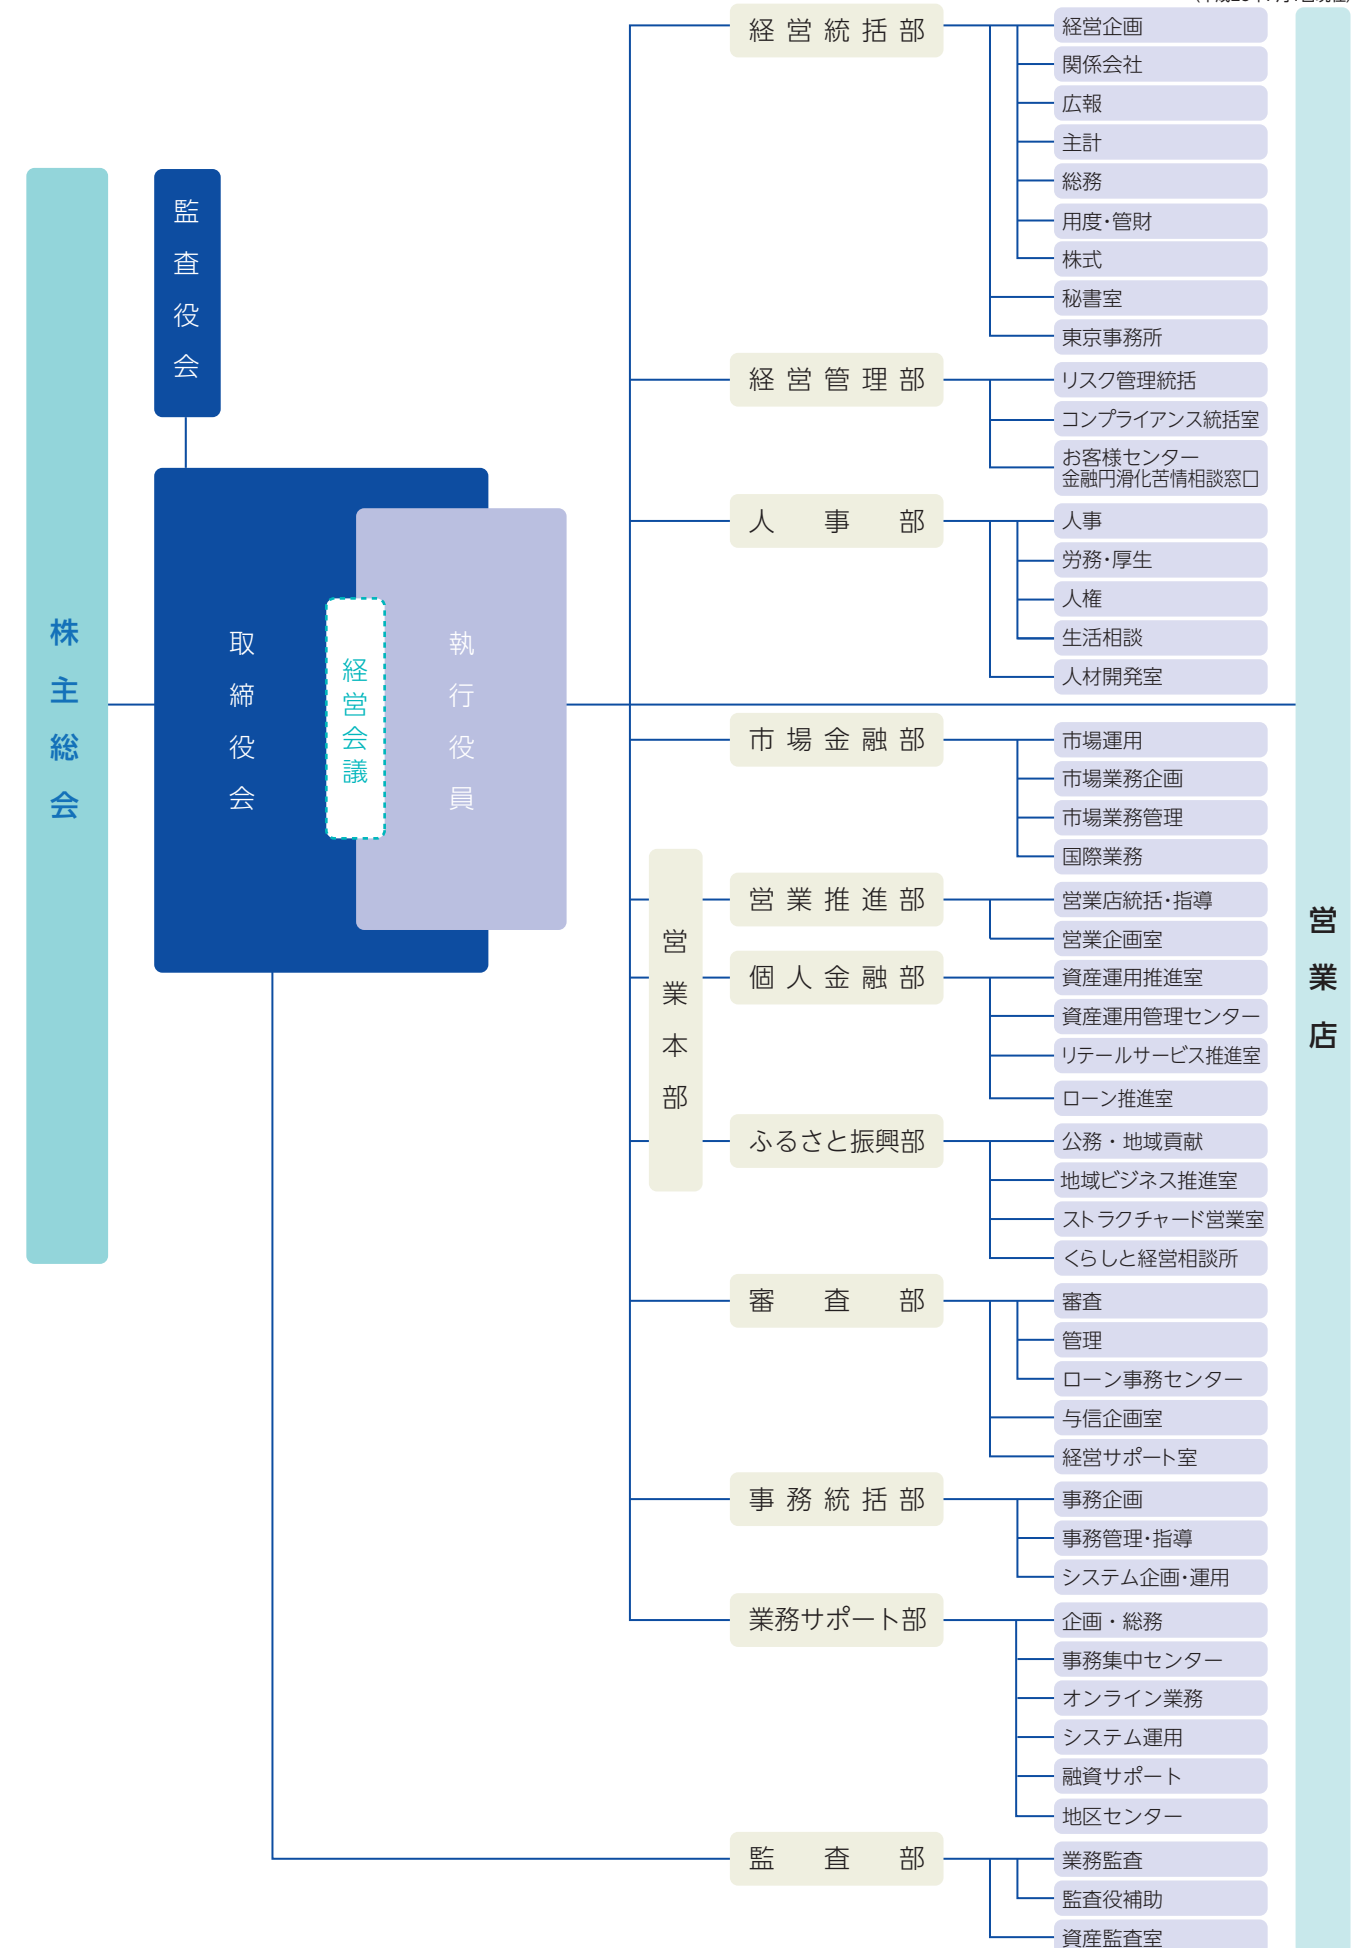 株主総会
監査役会
取締役会
経営会議
執行役員
経営統括部
経営企画
関係会社
広報
主計
総務
用度・管財
株式
秘書室
東京事務所
経営管理部
リスク管理統括
コンプライアンス統括室
お客様センター
金融円滑化苦情相談窓口
人事部
人事
労務・厚生
人権
生活相談
人材開発室
市場金融部
市場運用
市場業務企画
市場業務管理
国際業務
営業本部
営業推進部
営業店統括・指導
営業企画室
個人金融部
資産運用推進室
資産運用管理センター
リテールサービス推進室
ローン推進室
ふるさと振興部
公務・地域貢献
地域ビジネス推進室
ストラクチャード営業室
くらしと経営相談所
審査部
審査
管理
ローン事務センター
与信企画室
経営サポート室
事務統括部
事務企画
事務管理・指導
システム企画・運用
業務サポート部
企画・総務
事務集中センター
オンライン業務
システム運用
融資サポート
地区センター
監査部
業務監査
監査役補助
資産監査室
営業店